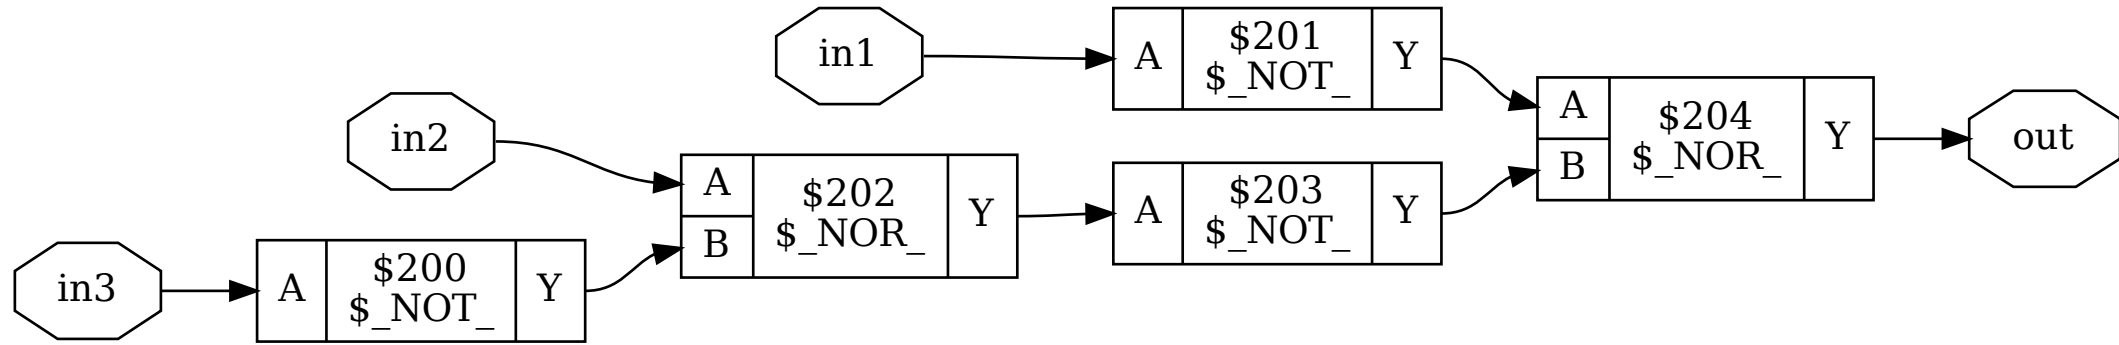 in1
A
$201
$_NOT_
Y
in2
A
B
$202
$_NOR_
Y
A
$203
$_NOT_
Y
A
B
$204
$_NOR_
Y
out
in3
A
$200
$_NOT_
Y